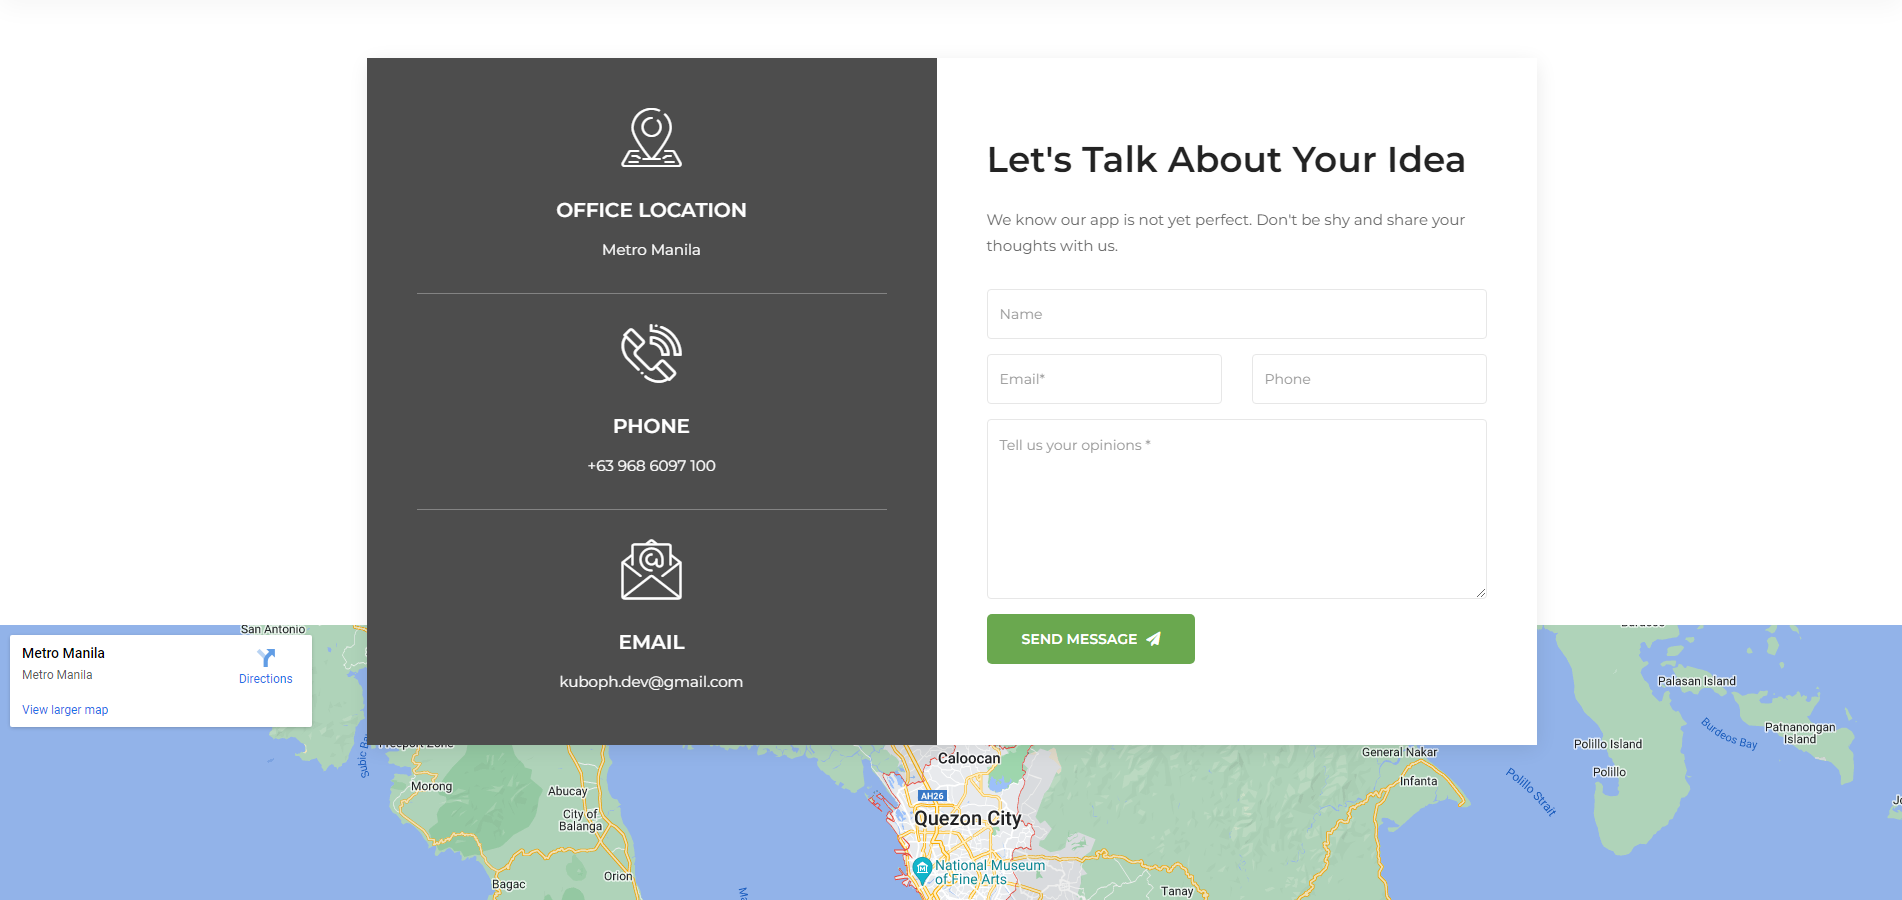 OFFICE LOCATION
Metro Manila
PHONE
+63 968 6097 100
EMAIL
kuboph.dev@gmail.com
Let's Talk About Your Idea
We know our app is not yet perfect. Don't be shy and share your
thoughts with us.
Name
Email*
Phone
Tell us your opinions *
SEND MESSAGE
Metro Manila
Metro Manila
Directions
View larger map
San Antonio
Subic Ba
Freeport Zone
Morong
Abucay
City of
Balanga
Orion
Bagac
M
Caloocan
AH26
Quezon City
National Museum
of Fine Arts
Tanay
General Nakar
Infanta
Polillo Strait
Burdeos
Palasan Island
Burdeos Bay
Patnanongan
Island
Polillo Island
Polillo
Jo